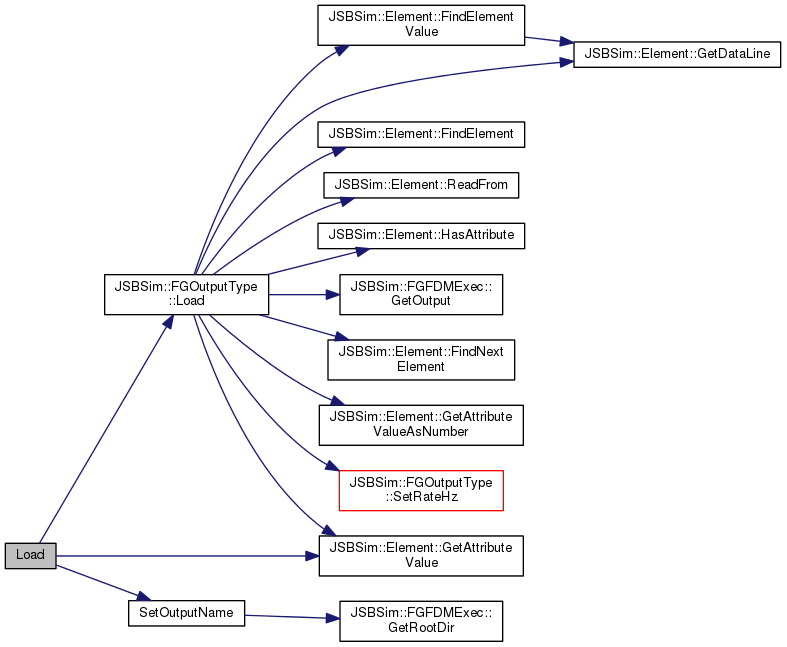 JSBSim::Element::FindElement
Value
JSBSim::Element::GetDataLine
JSBSim::Element::FindElement
JSBSim::Element::ReadFrom
JSBSim::Element::HasAttribute
JSBSim::FGOutputType
::Load
JSBSim::FGFDMExec::
GetOutput
JSBSim::Element::FindNext
Element
JSBSim::Element::GetAttribute
ValueAsNumber
JSBSim::FGOutputType
::SetRateHz
Load
JSBSim::Element::GetAttribute
Value
SetOutputName
JSBSim::FGFDMExec::
GetRootDir